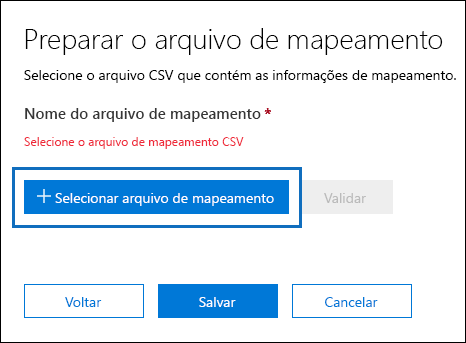 Preparar o arquivo de mapeamento
Selecione o arquivo CSV que contém as informações de mapeamento.
Nome do arquivo de mapeamento *
Selecione o arquivo de mapeamento CSV
+ Selecionar arquivo de mapeamento Validar
Voltar Salvar Cancelar